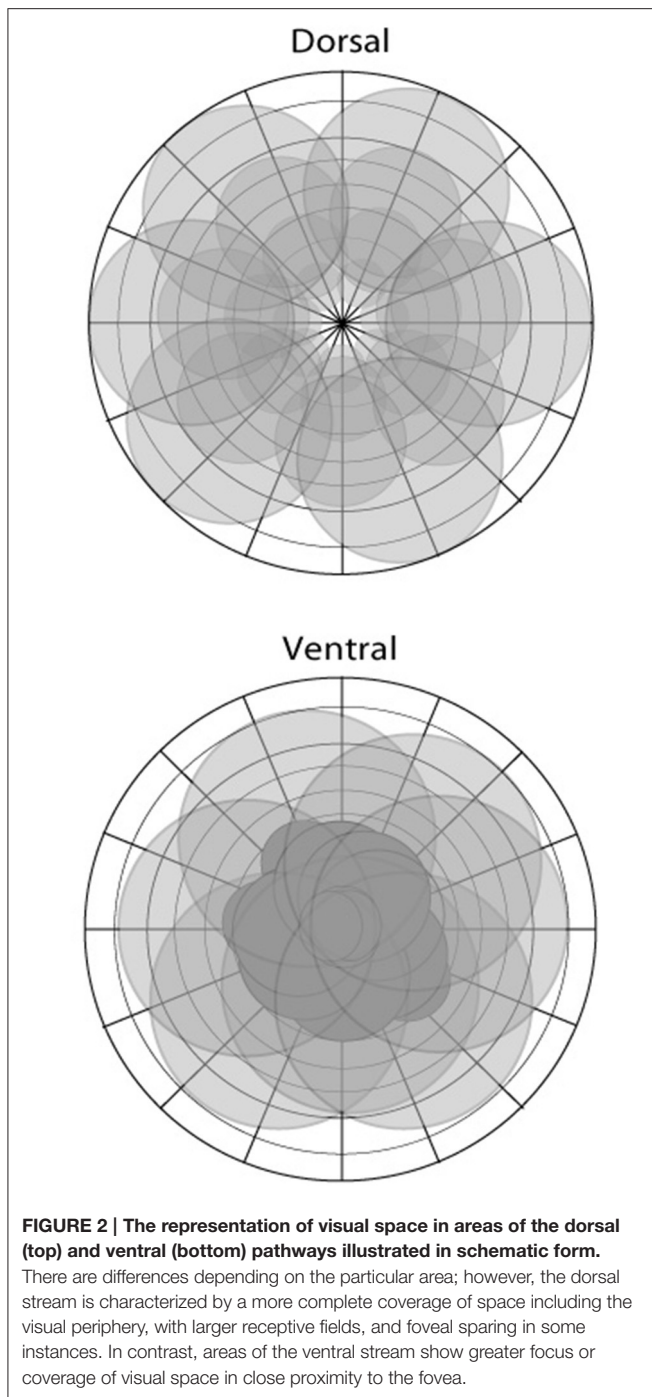 Dorsal
Ventral
FIGURE 2 | The representation of visual space in areas of the dorsal
(top) and ventral (bottom) pathways illustrated in schematic form.
There are differences depending on the particular area; however, the dorsal
stream is characterized by a more complete coverage of space including the
visual periphery, with larger receptive fields, and foveal sparing in some
instances. In contrast, areas of the ventral stream show greater focus or
coverage of visual space in close proximity to the fovea.